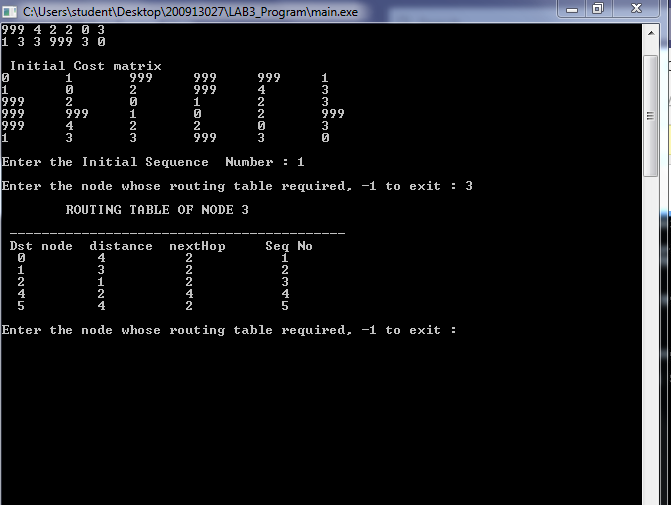 C:\Users\student\Desktop\200913027\LAB3_Program\main.exe
999 4 2 2 0 3
1 3 3 999 3 0
Initial Cost matrix
0 1 999 999 999 1
1 0 2 999 4 3
999 2 0 1 2 3
999 999 1 0 2 999
999 4 2 2 0 3
1 3 3 999 3 0
Enter the Initial Sequence Number : 1
Enter the node whose routing table required, -1 to exit : 3
ROUTING TABLE OF NODE 3
Dst node distance nextHop Seq No
0 4 2 1
1 3 2 2
2 1 2 3
4 2 4 4
5 4 2 5
Enter the node whose routing table required, -1 to exit :